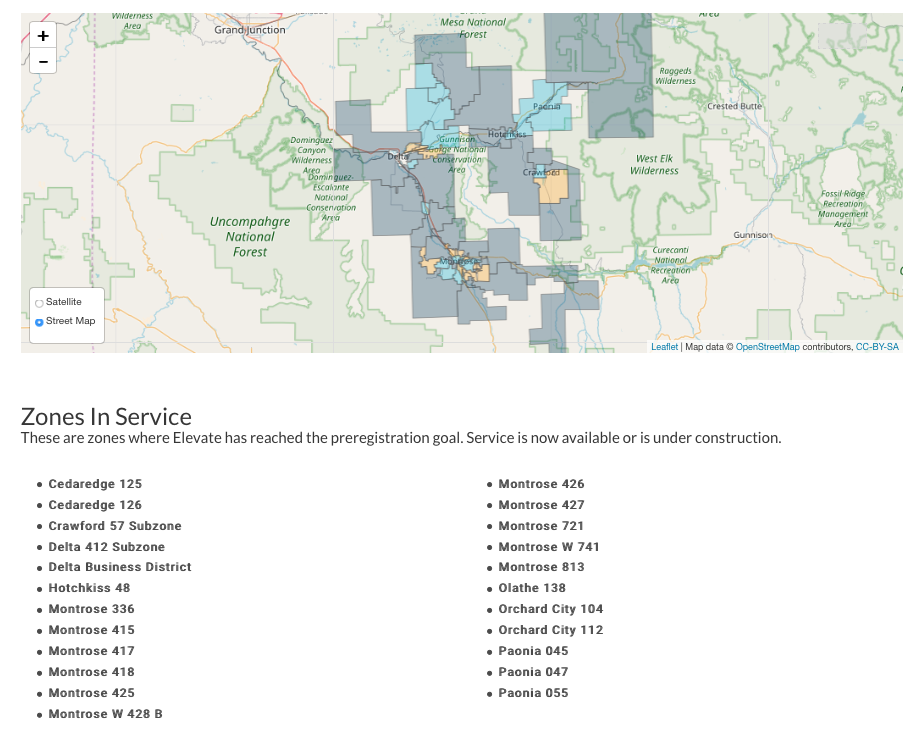 Wilderness
Area
Grand Junction
Mesa National
Forest
Area
+
−
Raggeds
Wilderness
Crested Butte
Paonia
Hotchkiss
Dominguez
Canyon
Wilderness
Area
Gunnison
Gorge National
Conservation
Area
Delta
West Elk
Wilderness
Crawford
Dominguez-
Escalante
National
Conservation
Area
Fossil Ridge
Recreation
Management
Area
Uncompahgre
National
Forest
Gunnison
Curecanti
National
Recreation
Area
Montrose
Satellite
Street Map
Leaflet | Map data © OpenStreetMap contributors, CC-BY-SA
Zones In Service
These are zones where Elevate has reached the preregistration goal. Service is now available or is under construction.
• Cedaredge 125
• Cedaredge 126
• Crawford 57 Subzone
• Delta 412 Subzone
• Delta Business District
• Hotchkiss 48
• Montrose 336
• Montrose 415
• Montrose 417
• Montrose 418
• Montrose 425
• Montrose W 428 B
• Montrose 426
• Montrose 427
• Montrose 721
• Montrose W 741
• Montrose 813
• Olathe 138
• Orchard City 104
• Orchard City 112
• Paonia 045
• Paonia 047
• Paonia 055